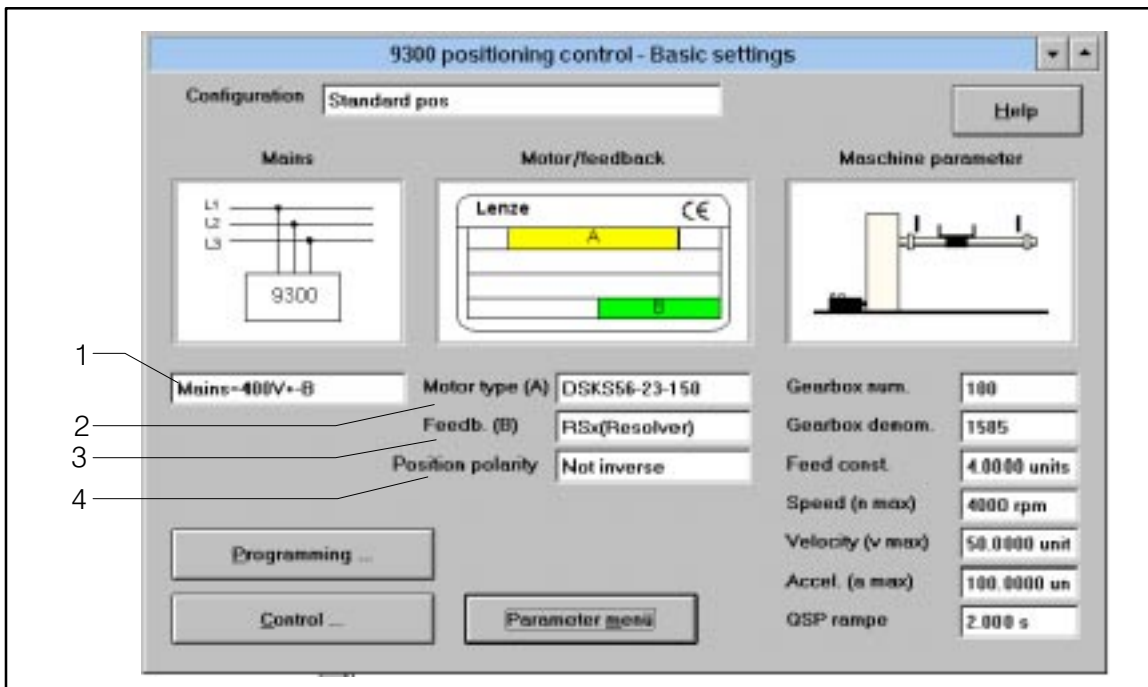 9300 positioning control - Basic settings
Configuration Standard pos
Help
Mains
Motor/feedback
Maschine parameter
L1
L2
L3
9300
Lenze CE
A
B
1
Mains=400V+-B
2
Motor type (A) DSKS56-23-150
3
Feedb. (B) RSx(Resolver)
4
Position polarity Not inverse
Gearbox num. 100
Gearbox denom. 1585
Feed const. 4.0000 units
Speed (n max) 4000 rpm
Velocity (v max) 50.0000 unit
Accel. (a max) 100.0000 un
QSP rampe 2.000 s
Programming ...
Control ...
Parameter menü